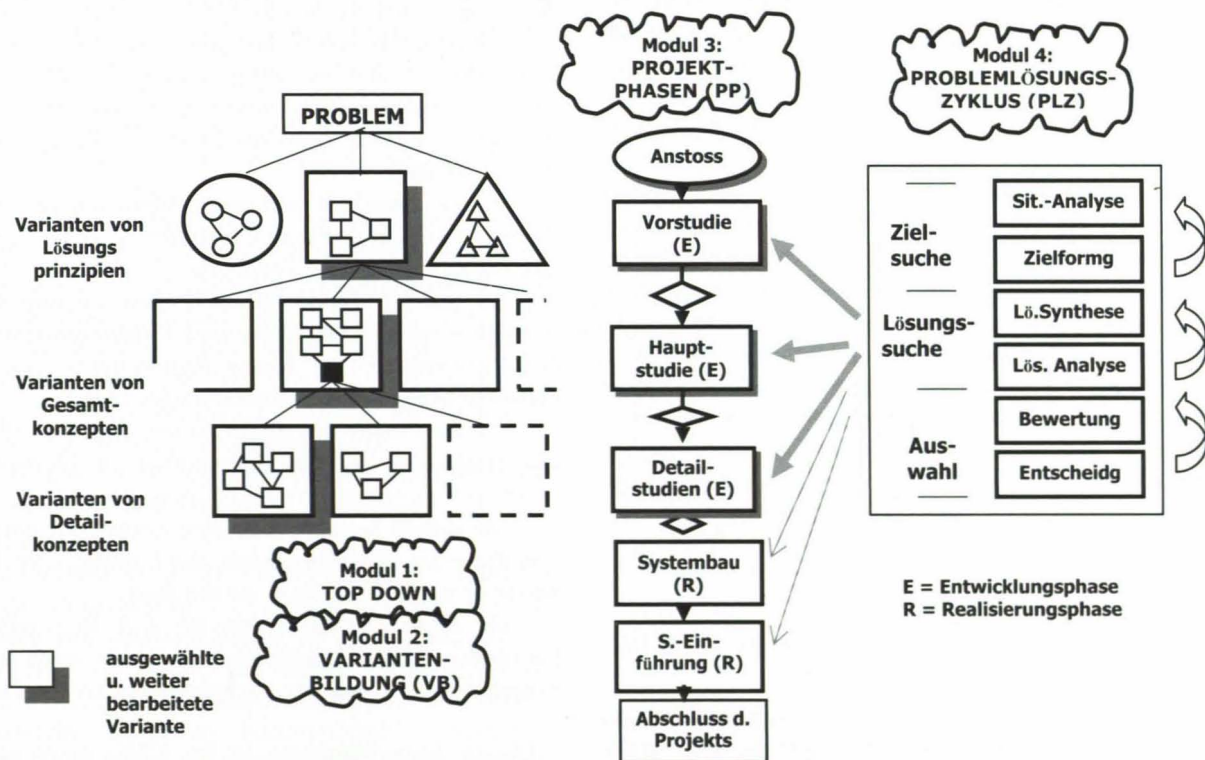 Modul 3:
PROJEKT-
PHASEN (PP)
Modul 4:
PROBLEMLÖSUNGS-
ZYKLUS (PLZ)
PROBLEM
Varianten von
Lösungs
prinzipien
Varianten von
Gesamt-
konzepten
Varianten von
Detail-
konzepten
Modul 1:
TOP DOWN
Modul 2:
VARIANTEN-
BILDUNG (VB)
ausgewählte
u. weiter
bearbeitete
Variante
Anstoss
Vorstudie
(E)
Haupt-
studie (E)
Detail-
studien (E)
Systembau
(R)
S.-Ein-
führung (R)
Abschluss d.
Projekts
Ziel-
suche
Sit.-Analyse
Zielformg
Lösungs-
suche
Lö.Synthese
Lös. Analyse
Aus-
wahl
Bewertung
Entscheidg
E = Entwicklungsphase
R = Realisierungsphase